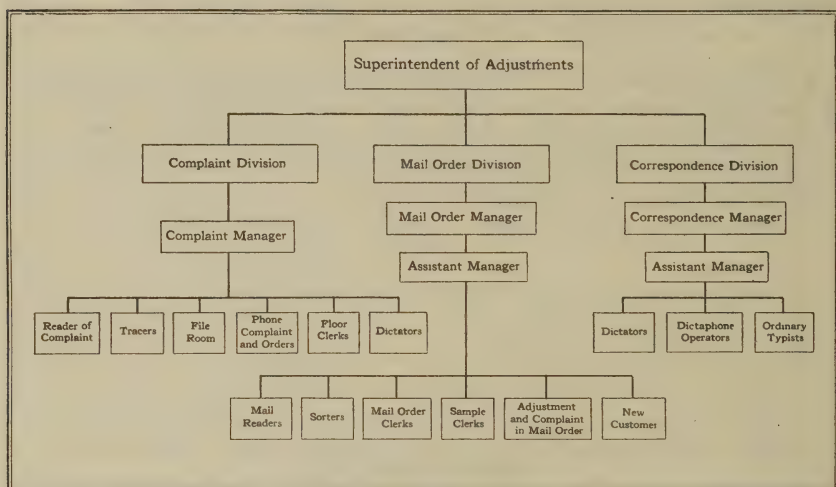 Superintendent of Adjustments
Complaint Division
Mail Order Division
Correspondence Division
Mail Order Manager
Correspondence Manager
Complaint Manager
Assistant Manager
Assistant Manager
Reader of
Complaint
Tracers
File
Room
Phone
Complaint
and Orders
Floor
Clerks
Dictators
Dictators
Dictaphone
Operators
Ordinary
Typists
Mail
Readers
Sorters
Mail Order
Clerks
Sample
Clerks
Adjustment
and Complaint
in Mail Order
New
Customer